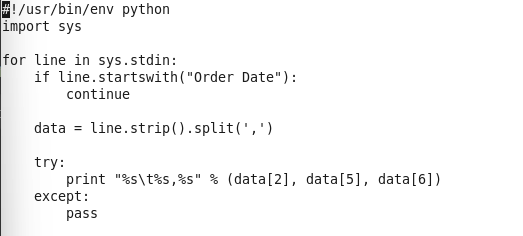 #!/usr/bin/env python
import sys

for line in sys.stdin:
    if line.startswith("Order Date"):
        continue

    data = line.strip().split(',')

    try:
        print "%s\t%s,%s" % (data[2], data[5], data[6])
    except:
        pass